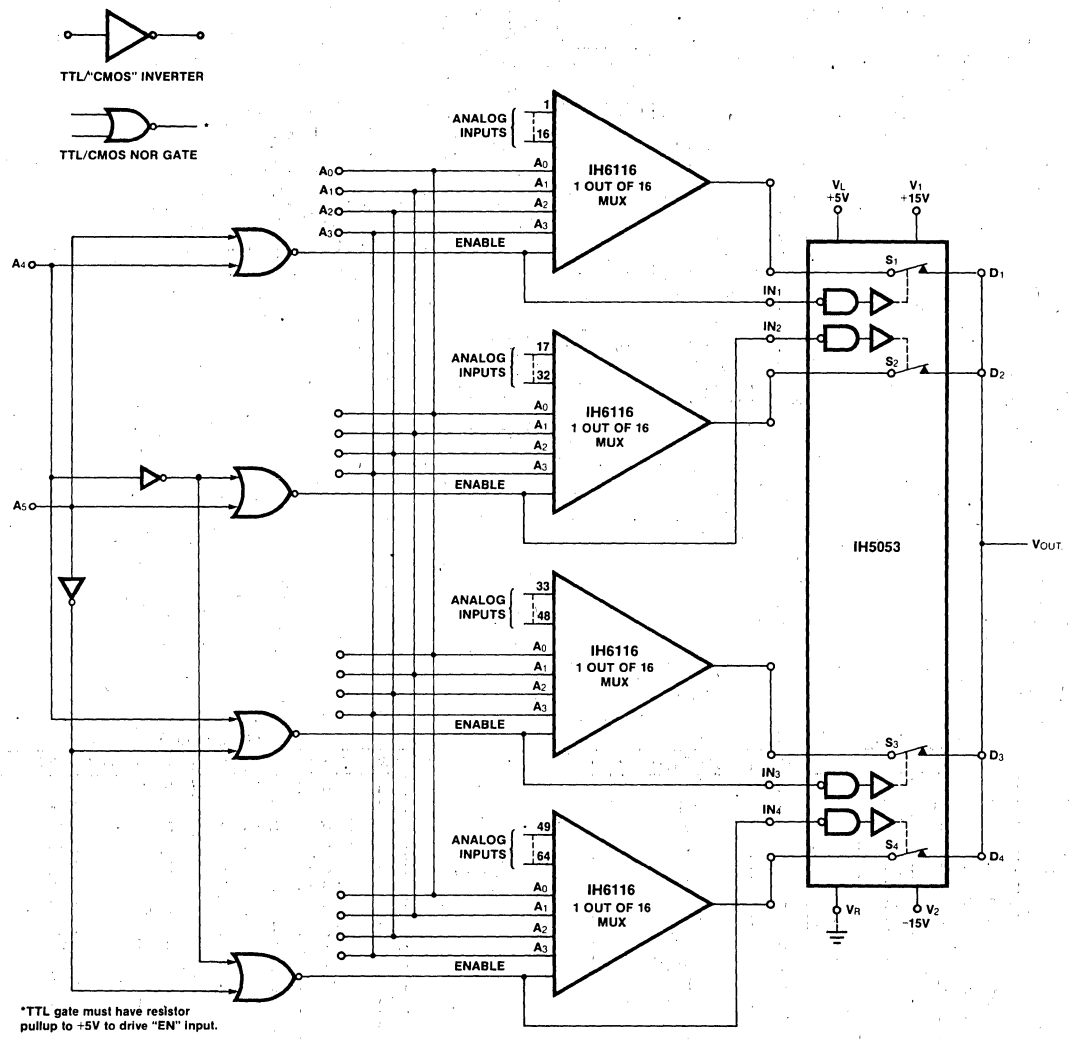 TTL/"CMOS" INVERTER
*
TTL/CMOS NOR GATE
A4
A5
ANALOG
INPUTS
1
16
A0
A1
A2
A3
A0
A1
A2
A3
ENABLE
IH6116
1 OUT OF 16
MUX
ANALOG
INPUTS
17
32
A0
A1
A2
A3
ENABLE
IH6116
1 OUT OF 16
MUX
ANALOG
INPUTS
33
48
A0
A1
A2
A3
ENABLE
IH6116
1 OUT OF 16
MUX
ANALOG
INPUTS
49
64
A0
A1
A2
A3
ENABLE
IH6116
1 OUT OF 16
MUX
VL
+5V
V1
+15V
S1
D1
IN1
IN2
S2
D2
IH5053
VOUT
S3
D3
IN3
IN4
S4
D4
VR
V2
-15V
*TTL gate must have resistor
pullup to +5V to drive "EN" input.